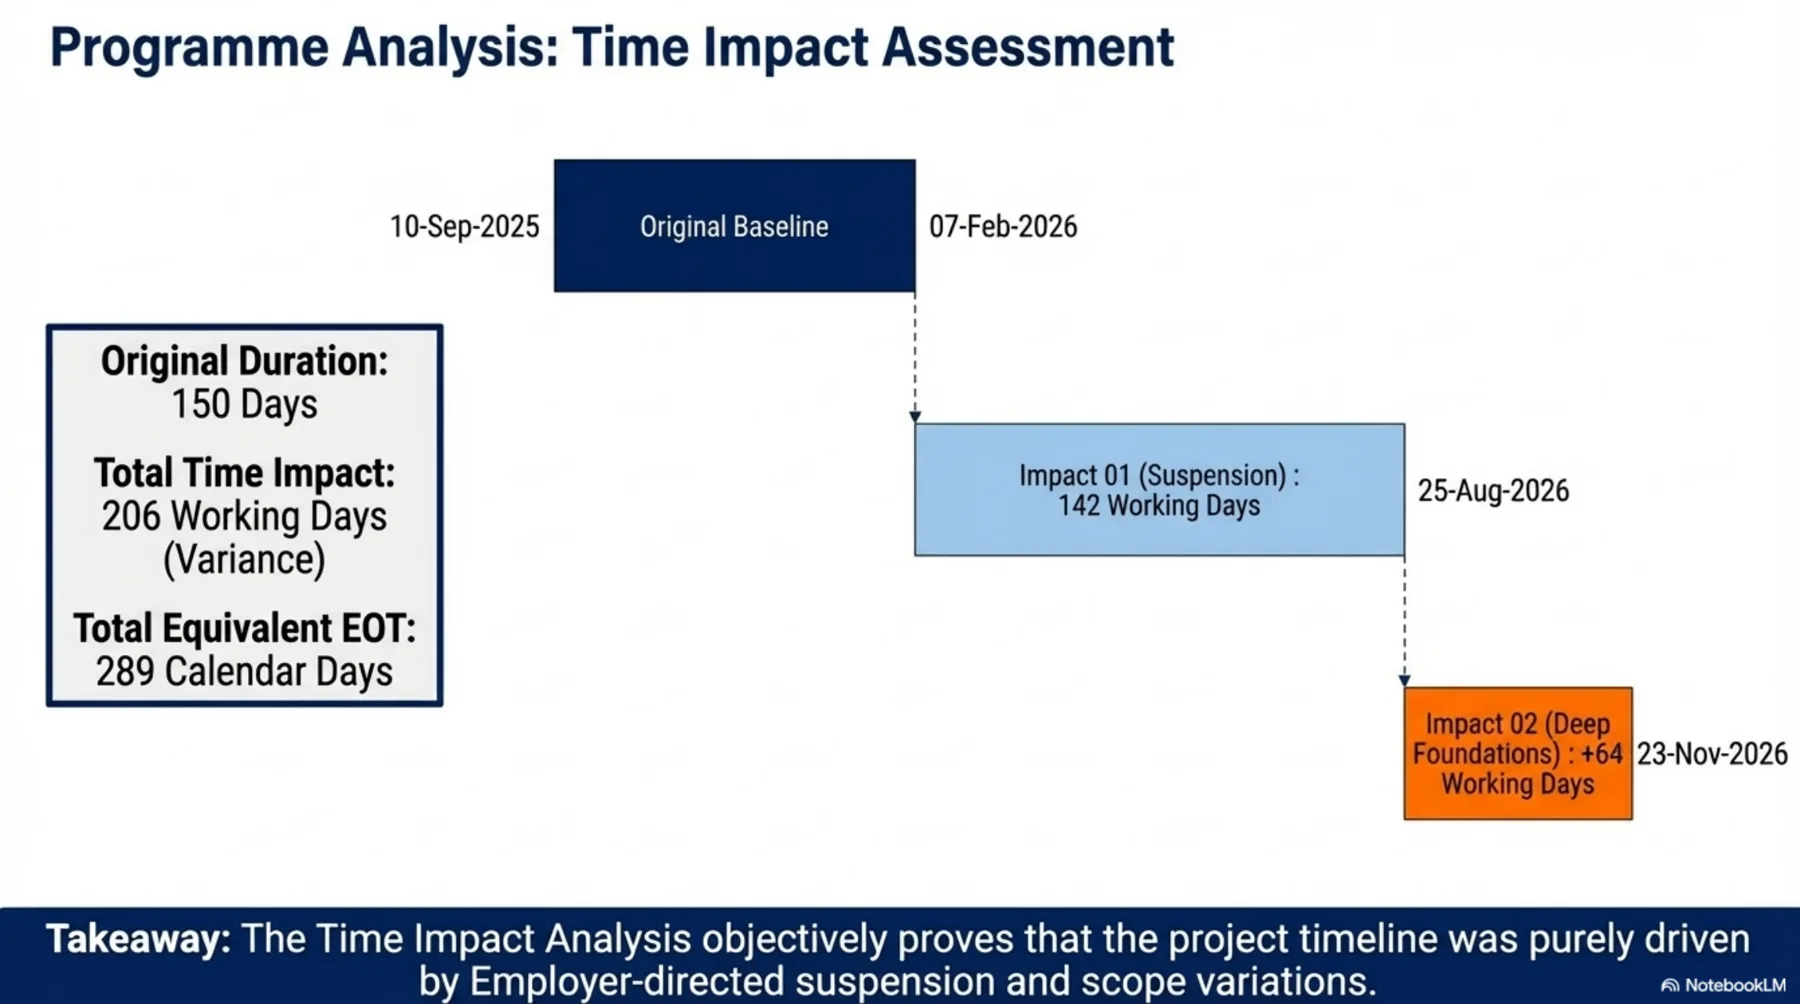 Programme Analysis: Time Impact Assessment
10-Sep-2025
Original Baseline
07-Feb-2026
Original Duration:
150 Days
Total Time Impact:
206 Working Days
(Variance)
Total Equivalent EOT:
289 Calendar Days
Impact 01 (Suspension) :
142 Working Days
25-Aug-2026
Impact 02 (Deep
Foundations) : +64
Working Days
23-Nov-2026
Takeaway: The Time Impact Analysis objectively proves that the project timeline was purely driven
by Employer-directed suspension and scope variations.
NotebookLM